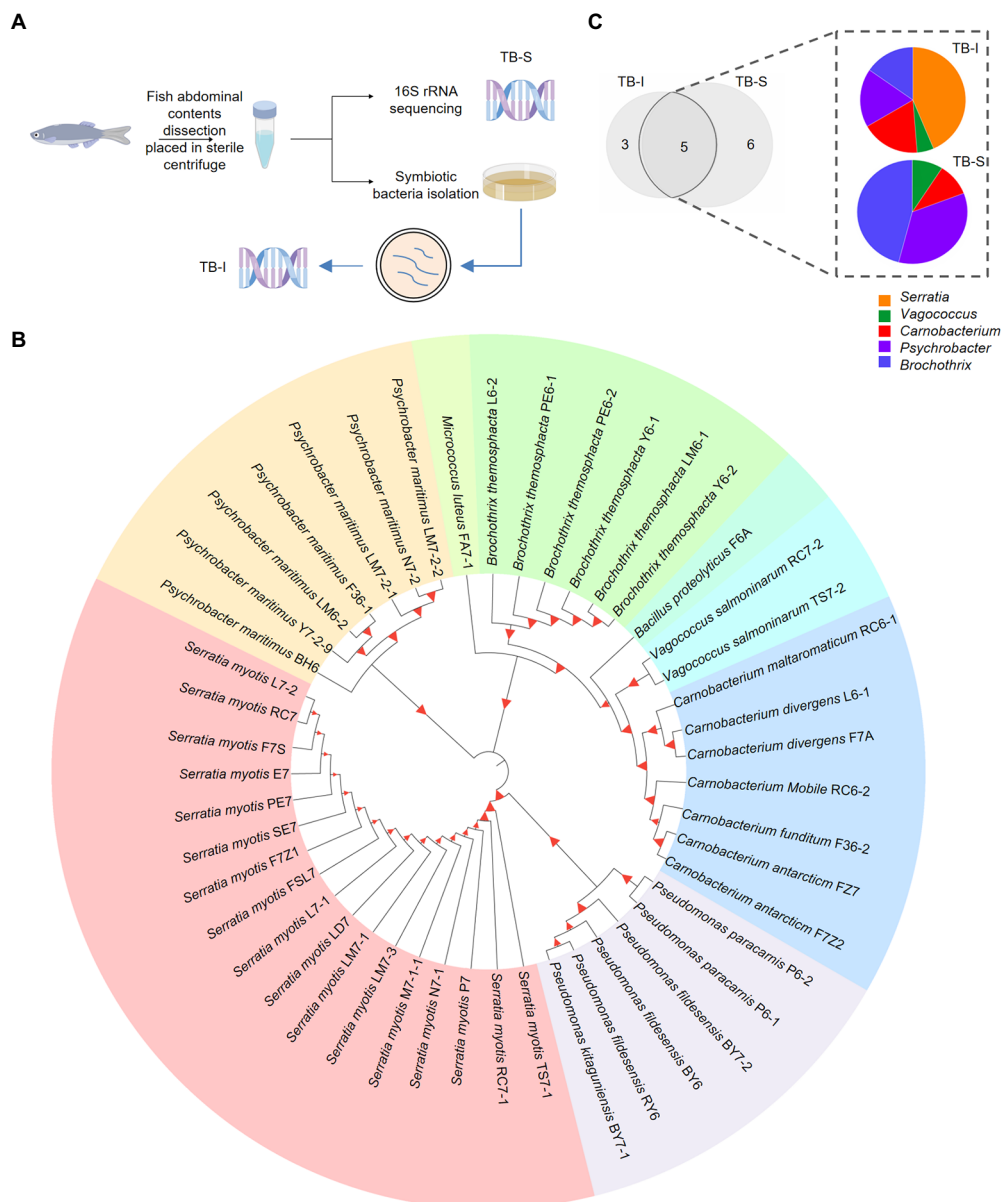 A
Fish abdominal
contents
dissection
placed in sterile
centrifuge
16S rRNA
sequencing
TB-S
Symbiotic
bacteria isolation
TB-I
C
TB-I
TB-S
3
5
6
TB-I
TB-S
Serratia
Vagococcus
Carnobacterium
Psychrobacter
Brochothrix
B
Micrococcus luteus FA7-1
Brochothrix themosphacta L6-2
Brochothrix themosphacta PE6-1
Brochothrix themosphacta PE6-2
Brochothrix themosphacta Y6-1
Brochothrix themosphacta LM6-1
Brochothrix themosphacta Y6-2
Bacillus proteolyticus F6A
Vagococcus salmoninarum RC7-2
Vagococcus salmoninarum TS7-2
Carnobacterium maltaromaticum RC6-1
Carnobacterium divergens L6-1
Carnobacterium divergens F7A
Carnobacterium Mobile RC6-2
Carnobacterium funditum F36-2
Carnobacterium antarcticm FZ7
Carnobacterium antarcticm F7Z2
Pseudomonas paracarnis P6-2
Pseudomonas paracarnis P6-1
Pseudomonas fildesensis BY7-2
Pseudomonas fildesensis BY6
Pseudomonas fildesensis RY6
Pseudomonas kitaguniensis BY7-1
Serratia myotis TS7-1
Serratia myotis RC7-1
Serratia myotis P7
Serratia myotis N7-1
Serratia myotis M7-1-1
Serratia myotis LM7-3
Serratia myotis LM7-1
Serratia myotis LD7
Serratia myotis L7-1
Serratia myotis FSL7
Serratia myotis F7Z1
Serratia myotis SE7
Serratia myotis PE7
Serratia myotis E7
Serratia myotis F7S
Serratia myotis RC7
Serratia myotis L7-2
Psychrobacter maritimus BH6
Psychrobacter maritimus Y7-2-9
Psychrobacter maritimus LM6-2
Psychrobacter maritimus F36-1
Psychrobacter maritimus LM7-2-1
Psychrobacter maritimus N7-2
Psychrobacter maritimus LM7-2-2